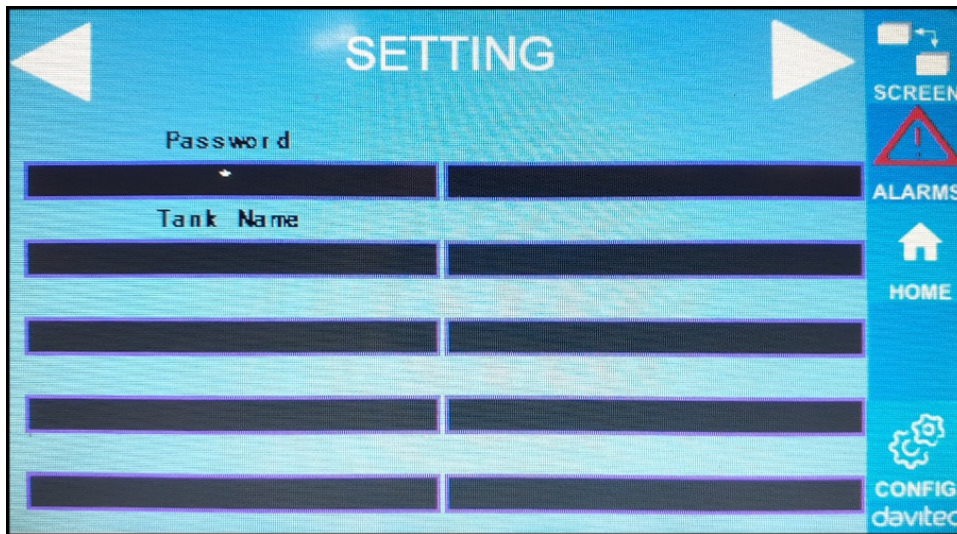 SETTING
SCREEN
Password
*
ALARMS
Tank Name
HOME
CONFIG
davitec